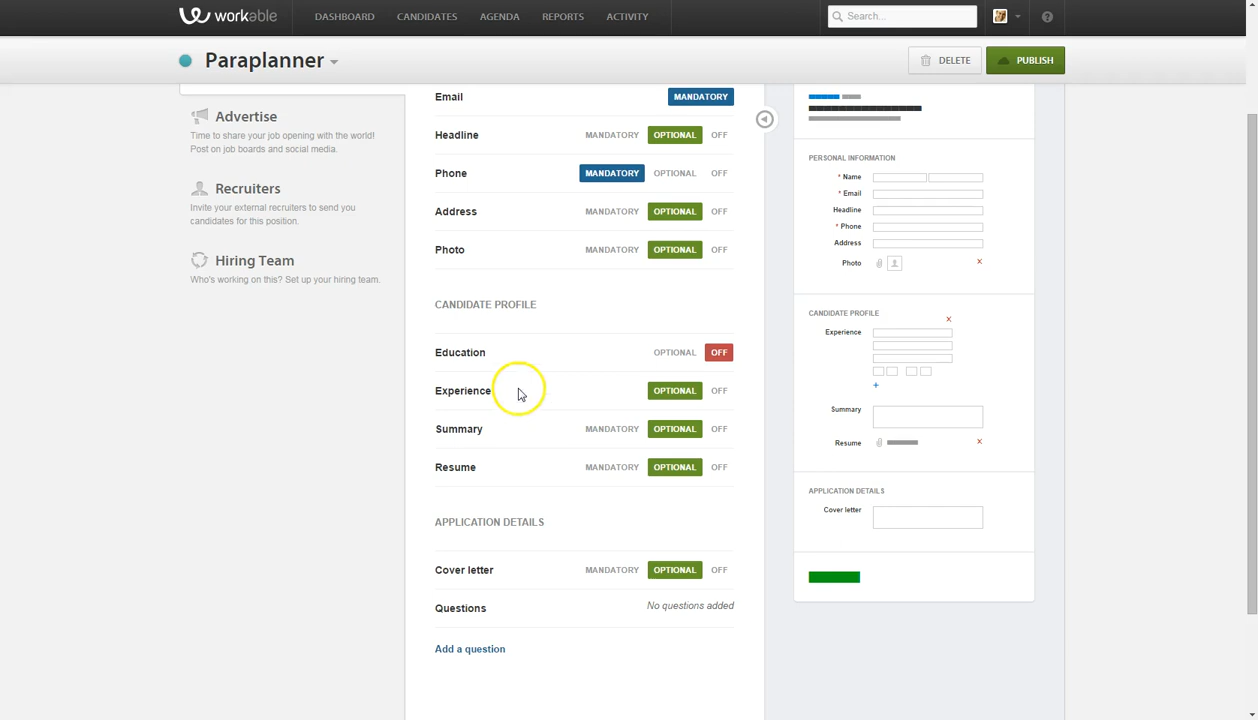 workable DASHBOARD CANDIDATES AGENDA REPORTS ACTIVITY Search... ?
Paraplanner DELETE PUBLISH
Advertise
Time to share your job opening with the world!
Post on job boards and social media.
Recruiters
Invite your external recruiters to send you
candidates for this position.
Hiring Team
Who's working on this? Set up your hiring team.
Email MANDATORY
Headline MANDATORY OPTIONAL OFF
Phone MANDATORY OPTIONAL OFF
Address MANDATORY OPTIONAL OFF
Photo MANDATORY OPTIONAL OFF
CANDIDATE PROFILE
Education OPTIONAL OFF
Experience OPTIONAL OFF
Summary MANDATORY OPTIONAL OFF
Resume MANDATORY OPTIONAL OFF
APPLICATION DETAILS
Cover letter MANDATORY OPTIONAL OFF
Questions No questions added
Add a question
PERSONAL INFORMATION
* Name
* Email
Headline
* Phone
Address
Photo x
CANDIDATE PROFILE x
Experience
+
Summary
Resume x
APPLICATION DETAILS
Cover letter